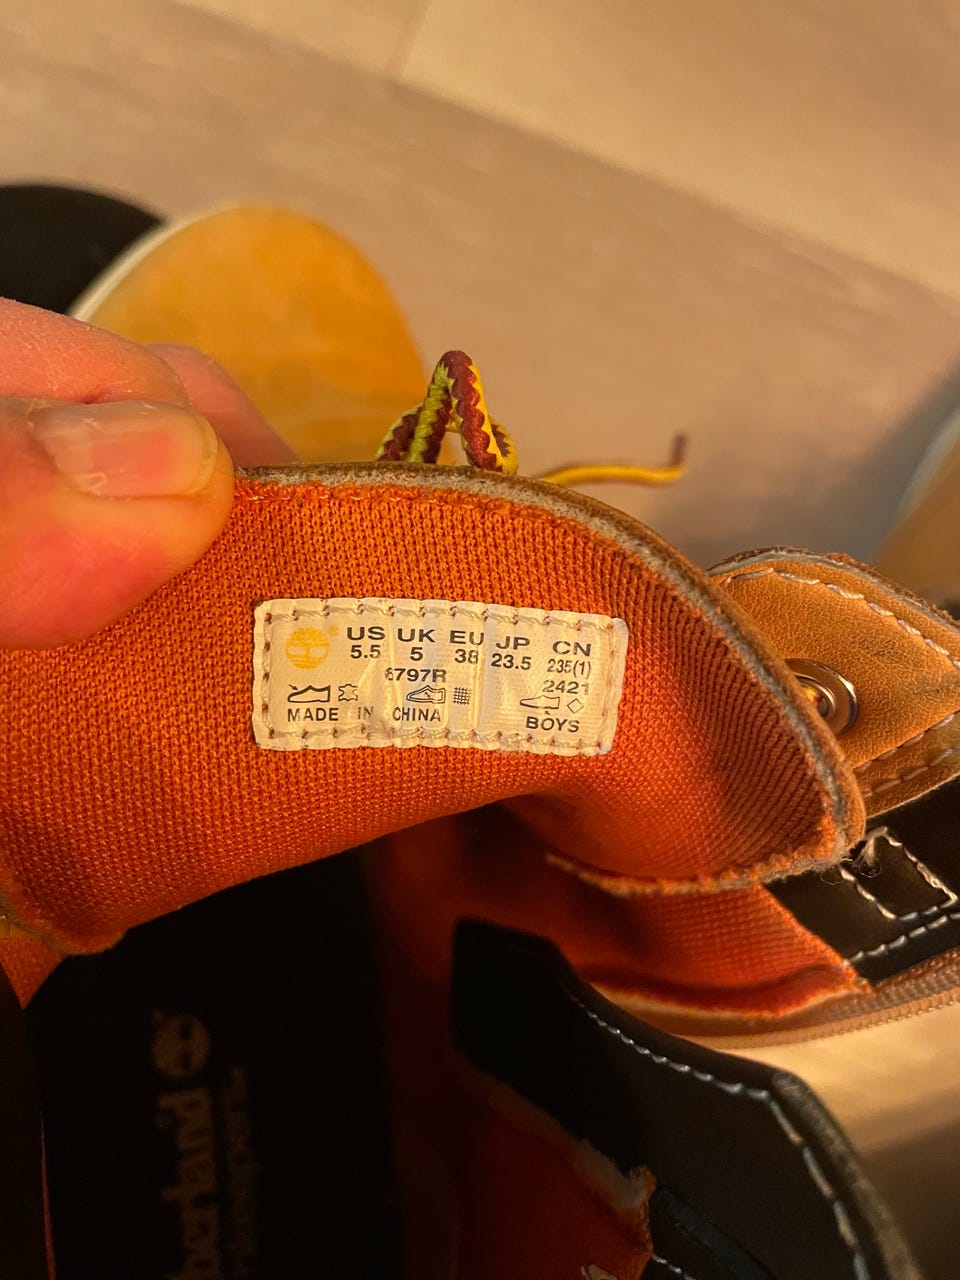 US UK EU JP CN
5.5 5 38 23.5 235(1)
6797R 2421
MADE IN CHINA BOYS